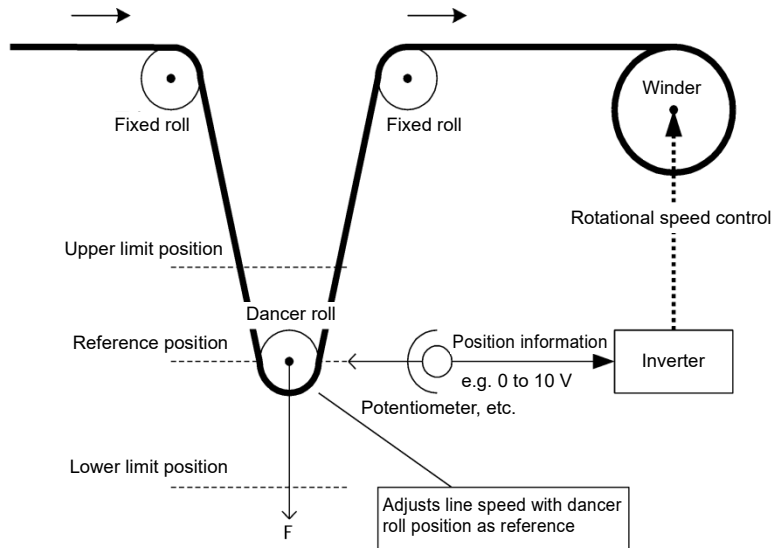 Fixed roll
Fixed roll
Winder
Rotational speed control
Upper limit position
Dancer roll
Reference position
Position information
e.g. 0 to 10 V
Inverter
Potentiometer, etc.
Lower limit position
F
Adjusts line speed with dancer
roll position as reference